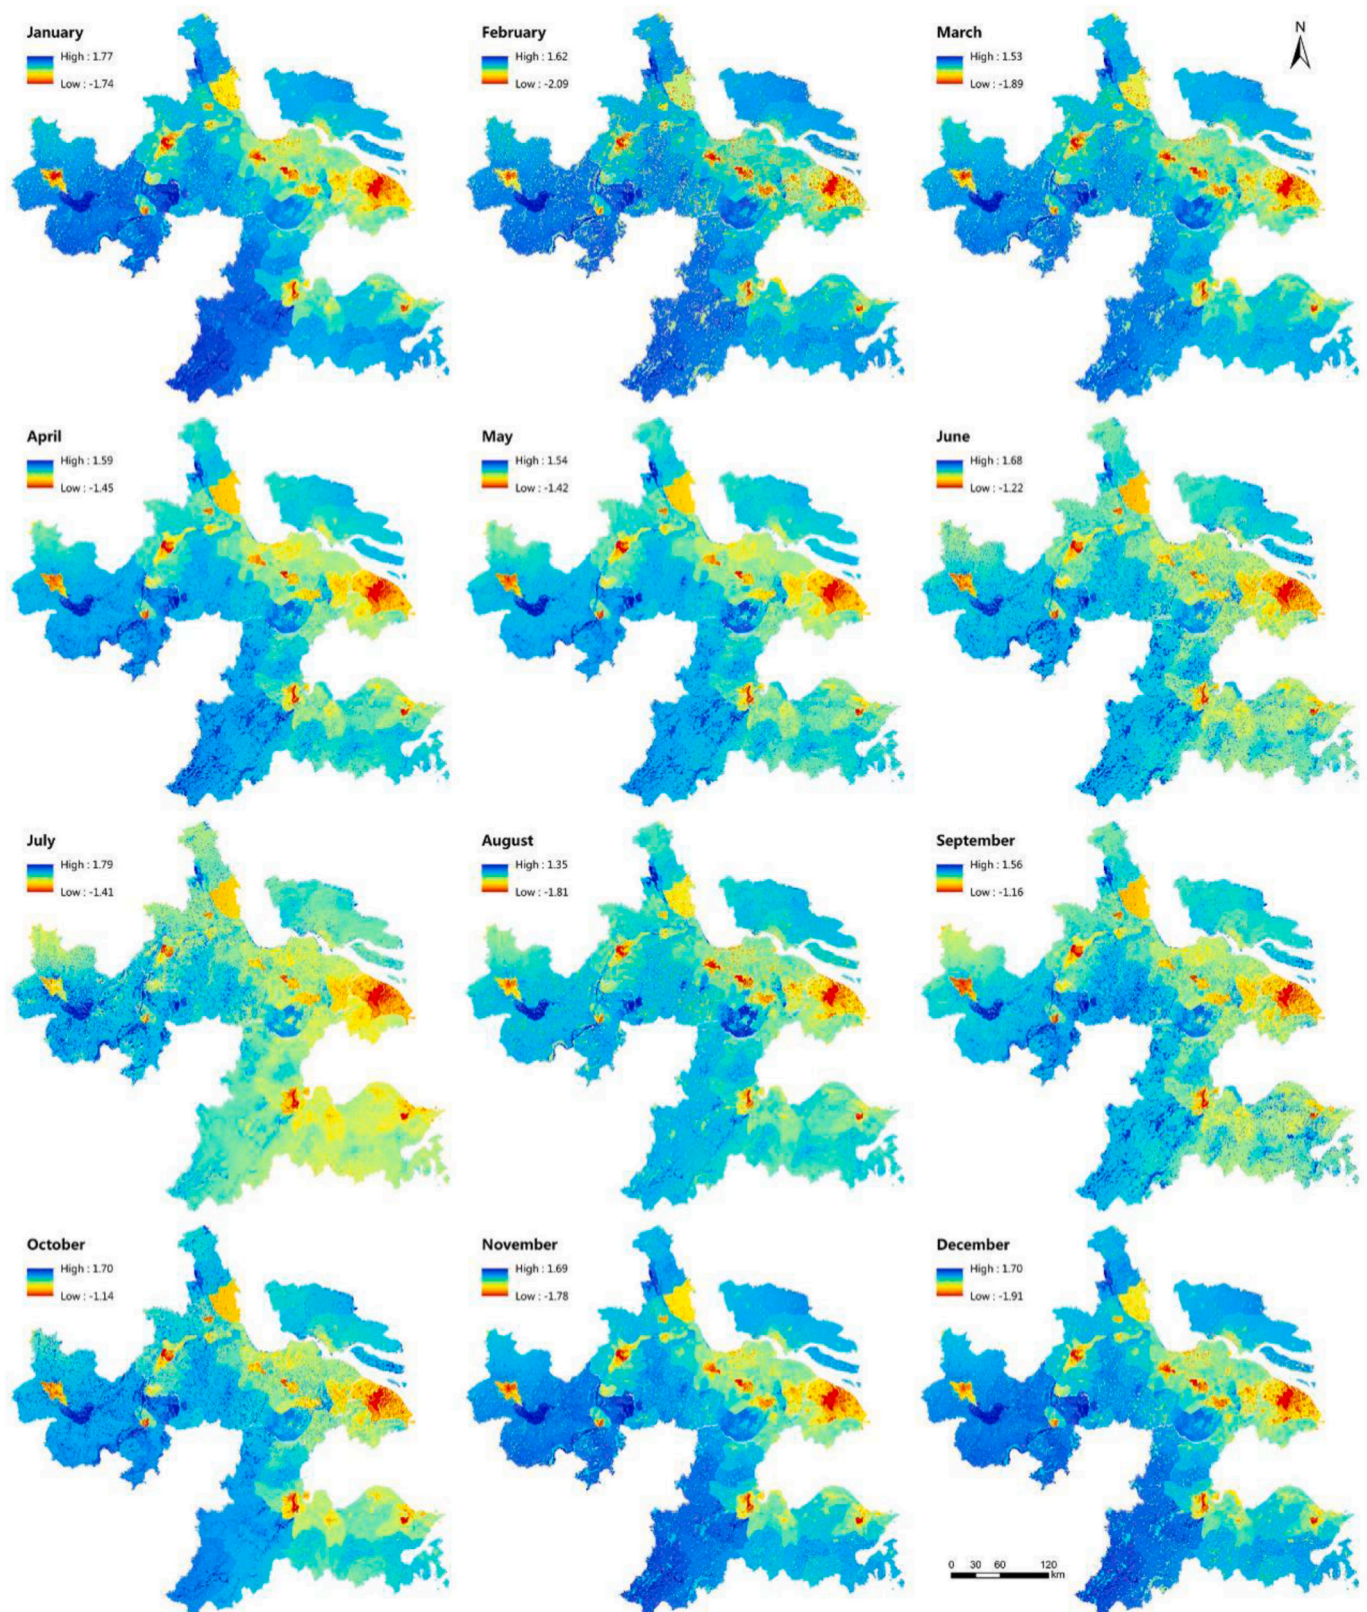 January
High : 1.77
Low : -1.74
February
High : 1.62
Low : -2.09
March
High : 1.53
Low : -1.89
N
April
High : 1.59
Low : -1.45
May
High : 1.54
Low : -1.42
June
High : 1.68
Low : -1.22
July
High : 1.79
Low : -1.41
August
High : 1.35
Low : -1.81
September
High : 1.56
Low : -1.16
October
High : 1.70
Low : -1.14
November
High : 1.69
Low : -1.78
December
High : 1.70
Low : -1.91
0 30 60 120
km